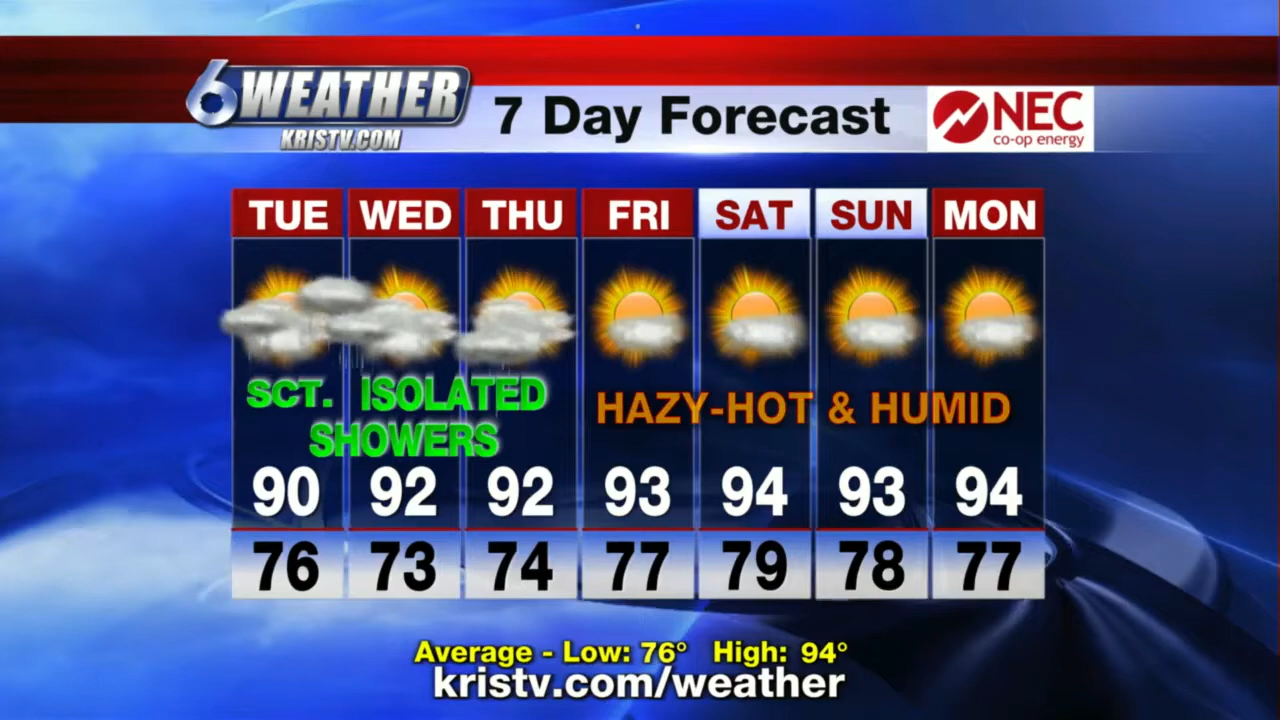 6 WEATHER
KRISTV.COM
7 Day Forecast
NEC
co-op energy
TUE WED THU FRI SAT SUN MON
SCT. ISOLATED
SHOWERS
HAZY-HOT & HUMID
90 92 92 93 94 93 94
76 73 74 77 79 78 77
Average - Low: 76° High: 94°
kristv.com/weather